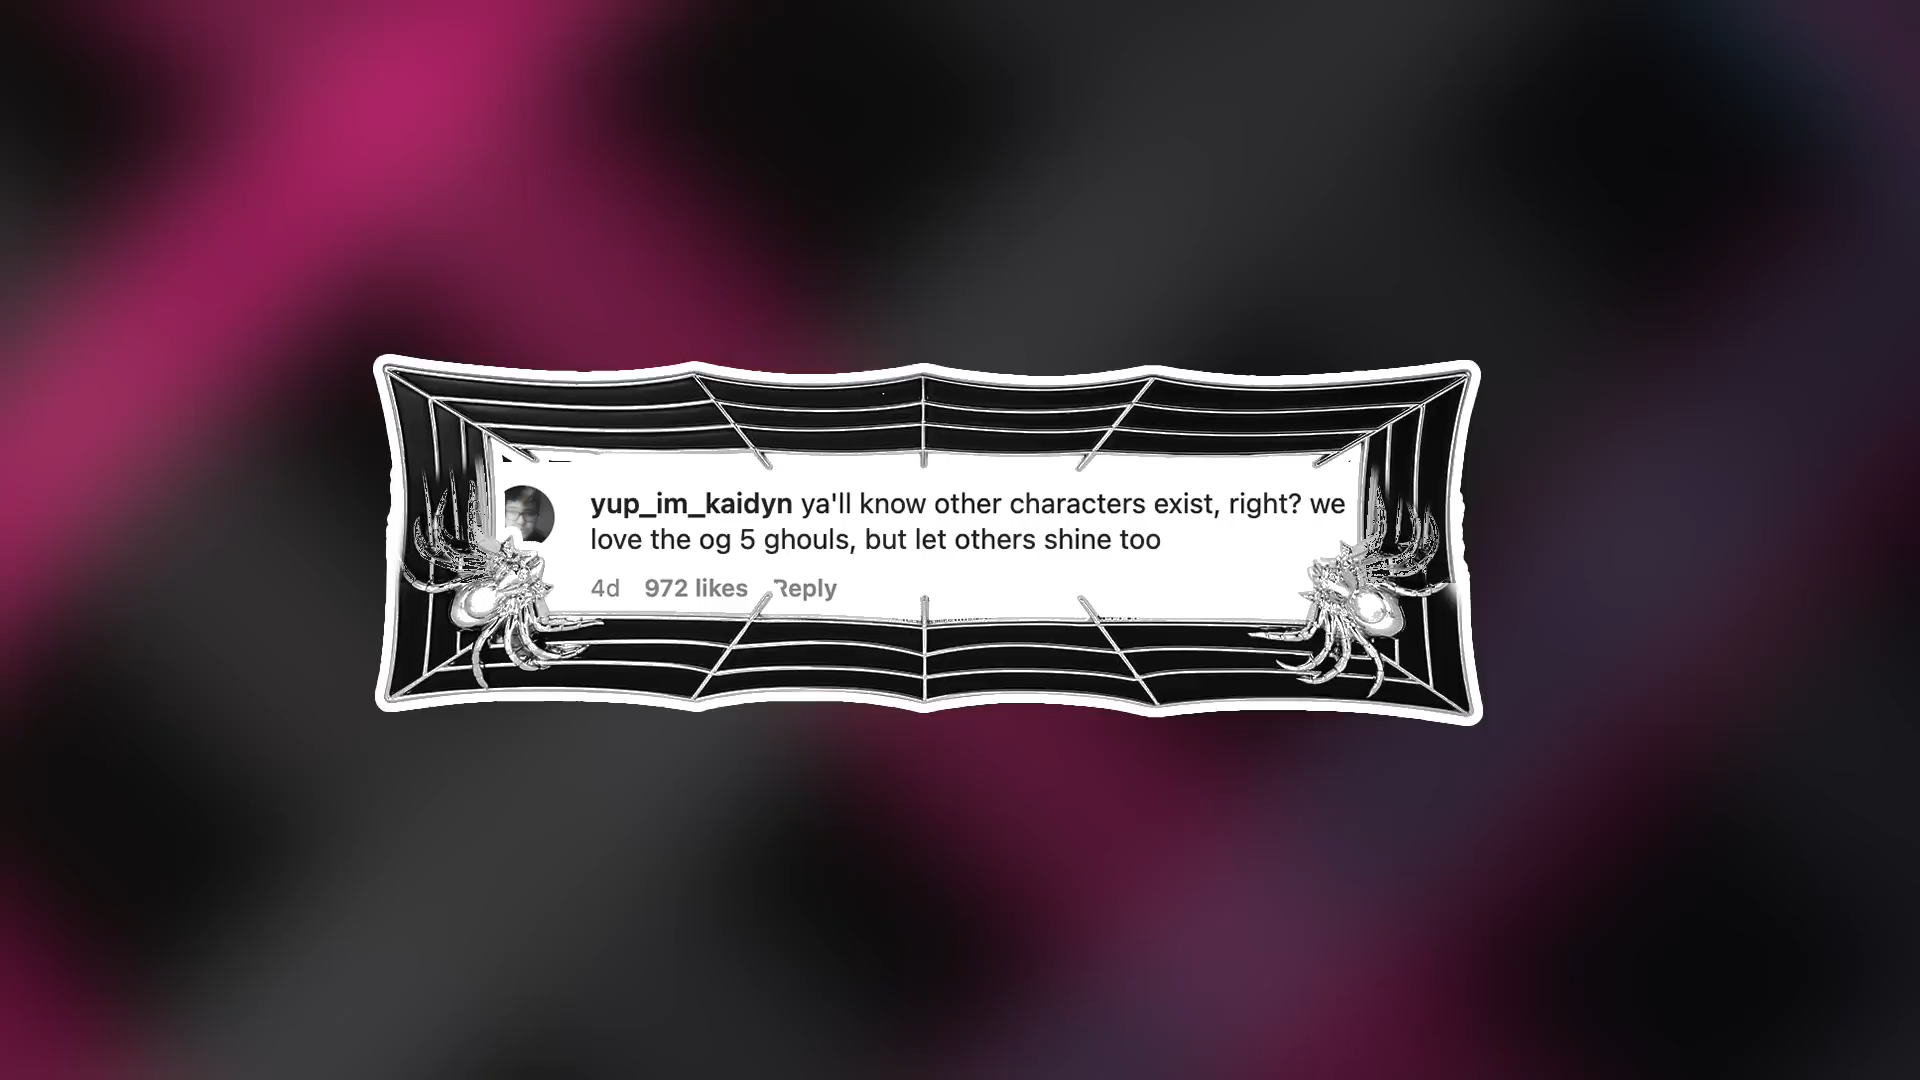 yup_im_kaidyn ya'll know other characters exist, right? we
love the og 5 ghouls, but let others shine too
4d 972 likes Reply